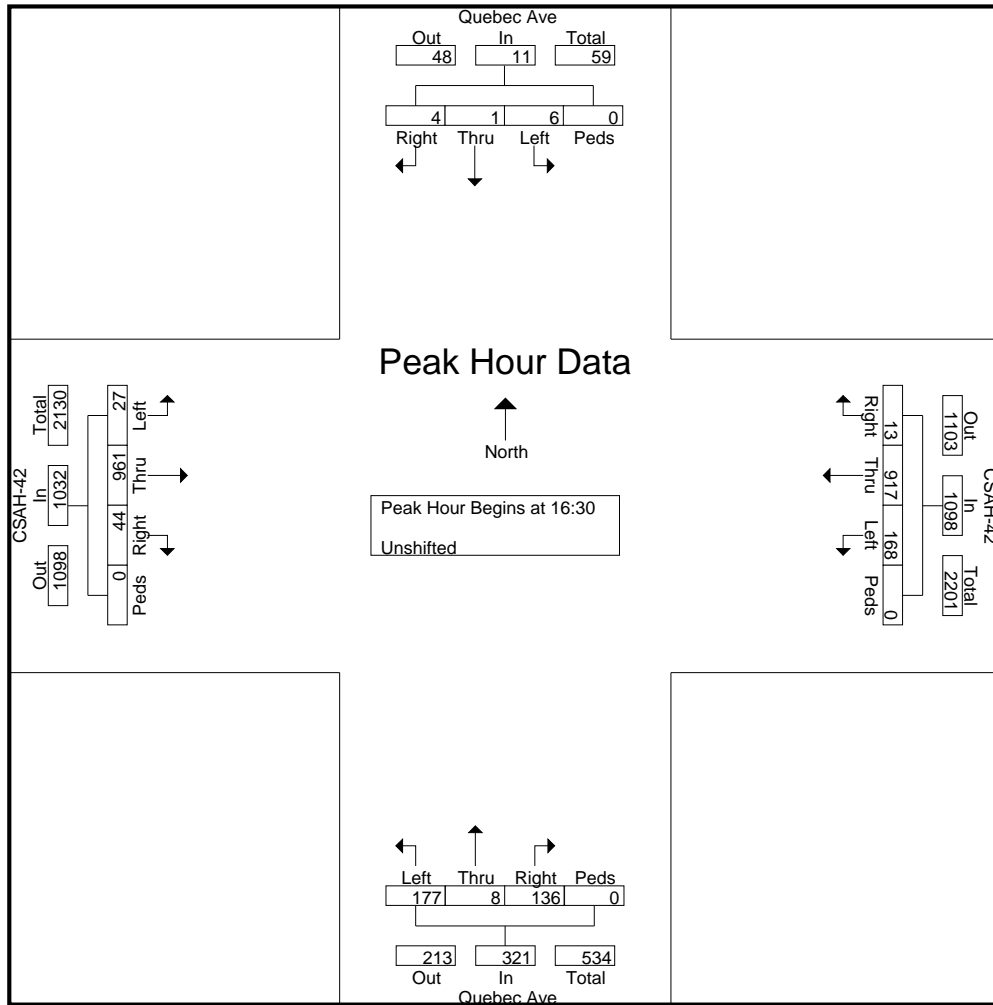 Quebec Ave
Out In Total
48 11 59
4 1 6 0
Right Thru Left Peds
Peak Hour Data
North
Peak Hour Begins at 16:30
Unshifted
CSAH-42
Total In Out
2130 1032 1098
27 961 44 0
Left Thru Right Peds
CSAH-42
Out In Total
1103 1098 2201
13 917 168 0
Right Thru Left Peds
Left Thru Right Peds
177 8 136 0
213 321 534
Out In Total
Quebec Ave